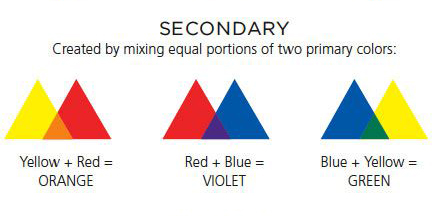 SECONDARY
Created by mixing equal portions of two primary colors:
Yellow + Red =
ORANGE
Red + Blue =
VIOLET
Blue + Yellow =
GREEN